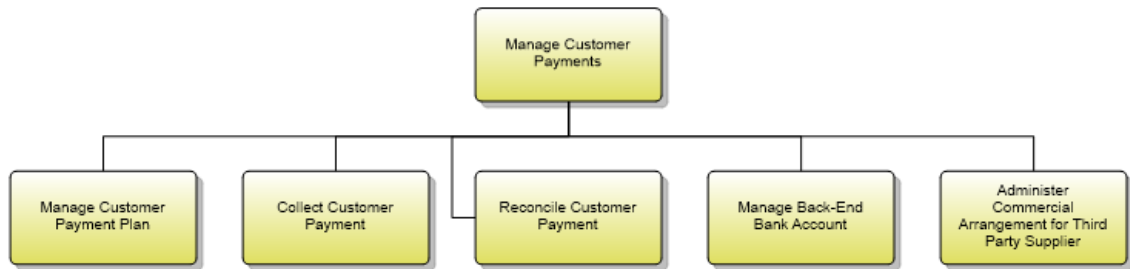 Manage Customer
Payments
Manage Customer
Payment Plan
Collect Customer
Payment
Reconcile Customer
Payment
Manage Back-End
Bank Account
Administer
Commercial
Arrangement for Third
Party Supplier